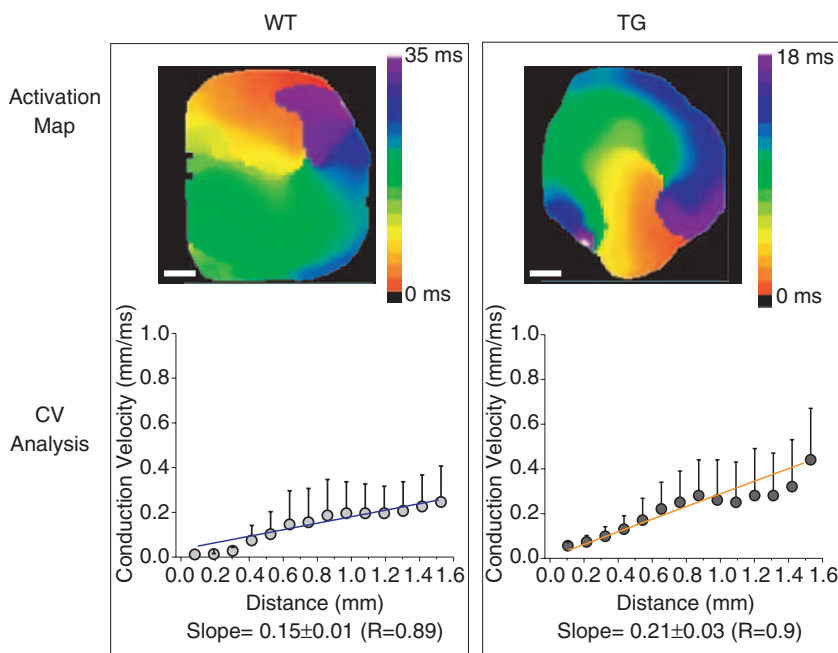 WT
TG
Activation
Map
35 ms
0 ms
18 ms
0 ms
CV
Analysis
Conduction Velocity (mm/ms)
1.0
0.8
0.6
0.4
0.2
0.0
0.0 0.2 0.4 0.6 0.8 1.0 1.2 1.4 1.6
Distance (mm)
Slope= 0.15±0.01 (R=0.89)
Conduction Velocity (mm/ms)
1.0
0.8
0.6
0.4
0.2
0.0
0.0 0.2 0.4 0.6 0.8 1.0 1.2 1.4 1.6
Distance (mm)
Slope= 0.21±0.03 (R=0.9)